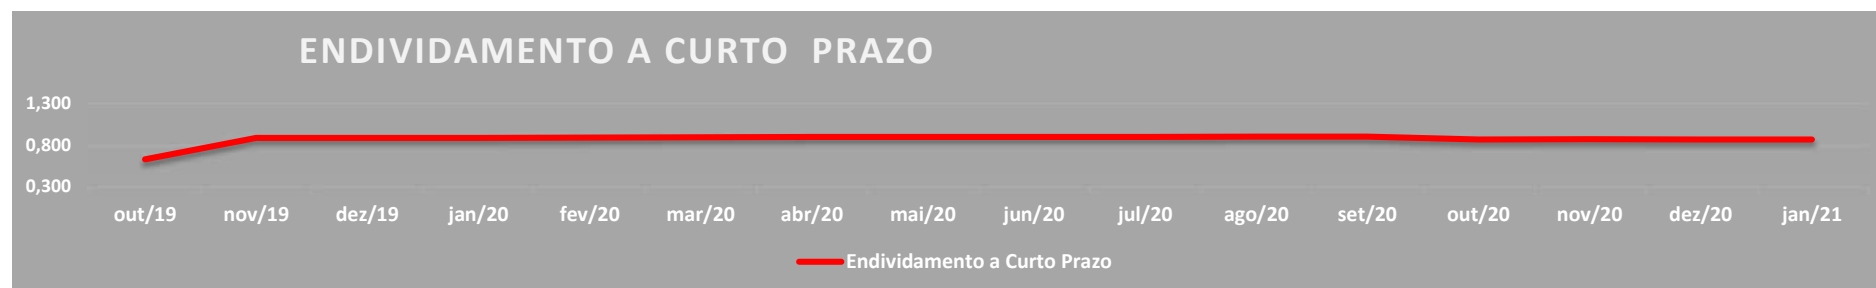 ENDIVIDAMENTO A CURTO  PRAZO
1,300
0,800
0,300
out/19 nov/19 dez/19 jan/20 fev/20 mar/20 abr/20 mai/20 jun/20 jul/20 ago/20 set/20 out/20 nov/20 dez/20 jan/21
Endividamento a Curto Prazo